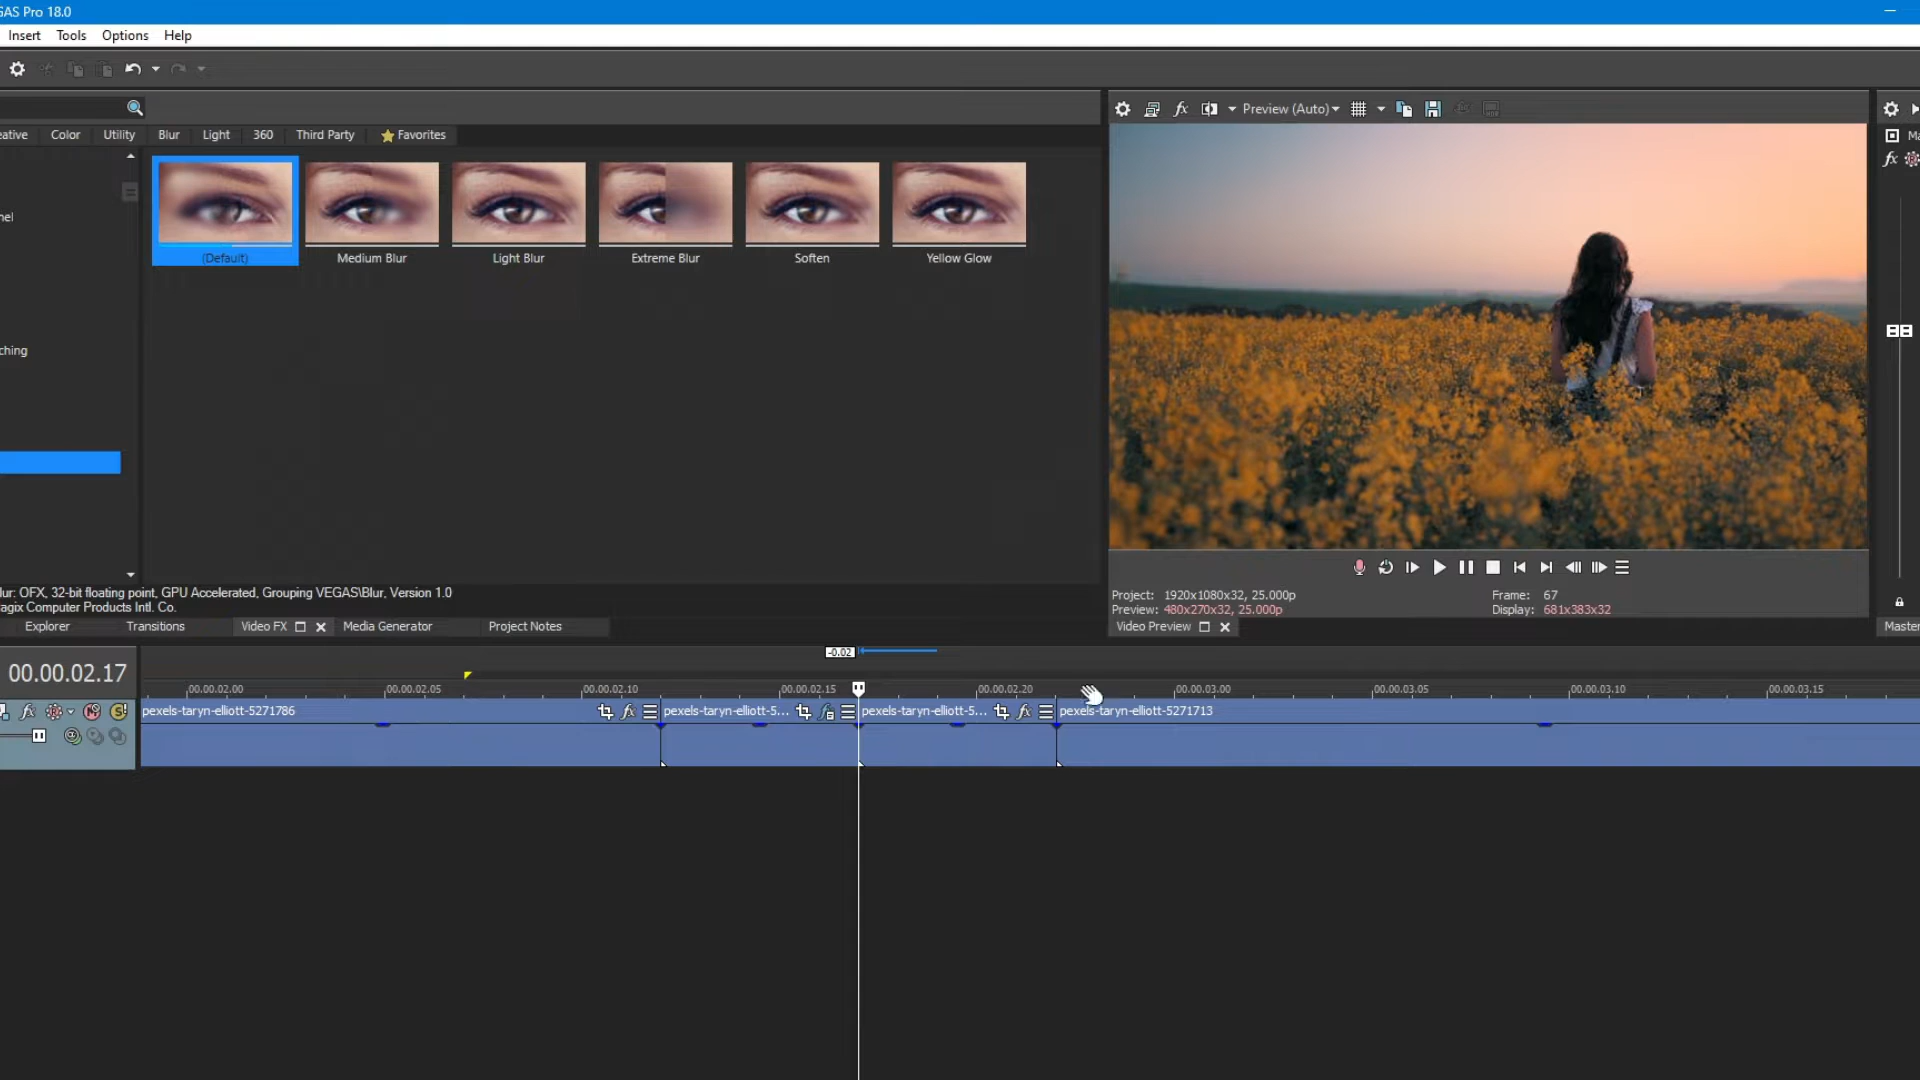 GAS Pro 18.0
Insert Tools Options Help
Preview (Auto)
Ma
eative Color Utility Blur Light 360 Third Party Favorites
fx
nel
(Default) Medium Blur Light Blur Extreme Blur Soften Yellow Glow
ching
lur: OFX, 32-bit floating point, GPU Accelerated, Grouping VEGAS\Blur, Version 1.0
agix Computer Products Intl. Co.
Project: 1920x1080x32, 25.000p Frame: 67
Preview: 480x270x32, 25.000p Display: 681x383x32
Explorer Transitions Video FX Media Generator Project Notes Video Preview Master
-0.02
00.00.02.17
00.00.02.00 00.00.02.05 00.00.02.10 00.00.02.15 00.00.02.20 00.00.03.00 00.00.03.05 00.00.03.10 00.00.03.15
pexels-taryn-elliott-5271786 pexels-taryn-elliott-5... pexels-taryn-elliott-5... pexels-taryn-elliott-5271713